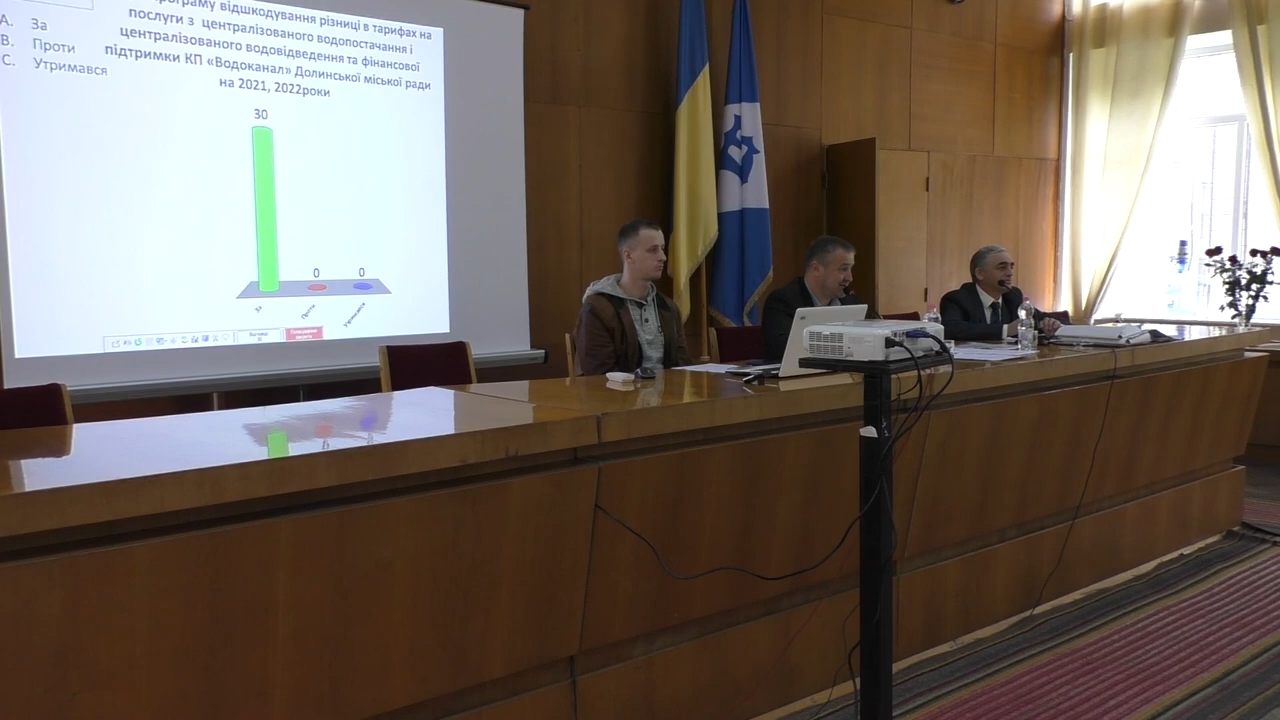 програму відшкодування різниці в тарифах на
послуги з централізованого водопостачання і
централізованого водовідведення та фінансової
підтримки КП «Водоканал» Долинської міської ради
на 2021, 2022роки
A. За
B. Проти
C. Утримався
30
0
0
За
Проти
Утримався